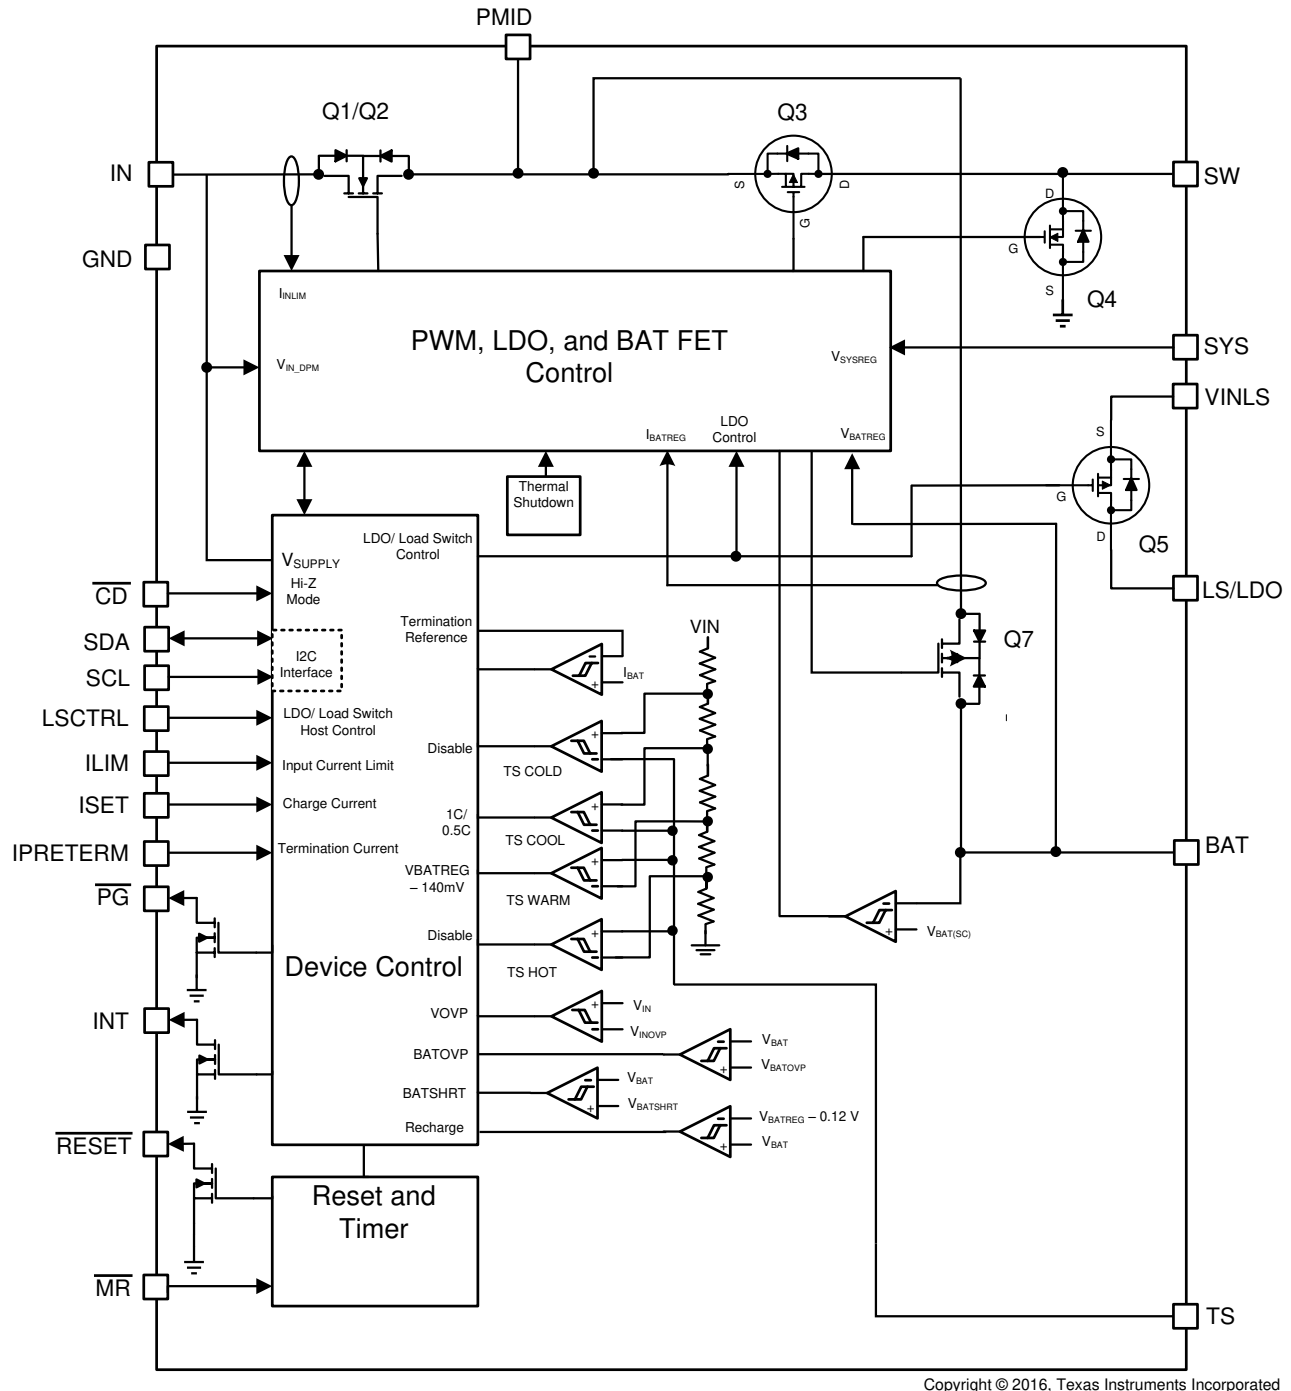 PMID
Q1/Q2
Q3
IN
S
D
G
SW
D
G
S
Q4
GND
IINLIM
PWM, LDO, and BAT FET
Control
VIN_DPM
VSYSREG
SYS
VINLS
IBATREG
LDO
Control
VBATREG
S
G
D
Q5
Thermal
Shutdown
LDO/ Load Switch
Control
VSUPPLY
Hi-Z
Mode
CD
LS/LDO
Termination
Reference
VIN
SDA
I2C
Interface
SCL
IBAT
Q7
LSCTRL
LDO/ Load Switch
Host Control
Disable
TS COLD
ILIM
Input Current Limit
ISET
Charge Current
1C/
0.5C
TS COOL
IPRETERM
Termination Current
BAT
VBATREG
– 140mV
TS WARM
PG
VBAT(SC)
Disable
TS HOT
Device Control
INT
VOVP
VIN
VINOVP
BATOVP
VBAT
VBATOVP
BATSHRT
VBAT
VBATSHRT
Recharge
VBATREG – 0.12 V
VBAT
RESET
Reset and
Timer
MR
TS
Copyright © 2016, Texas Instruments Incorporated